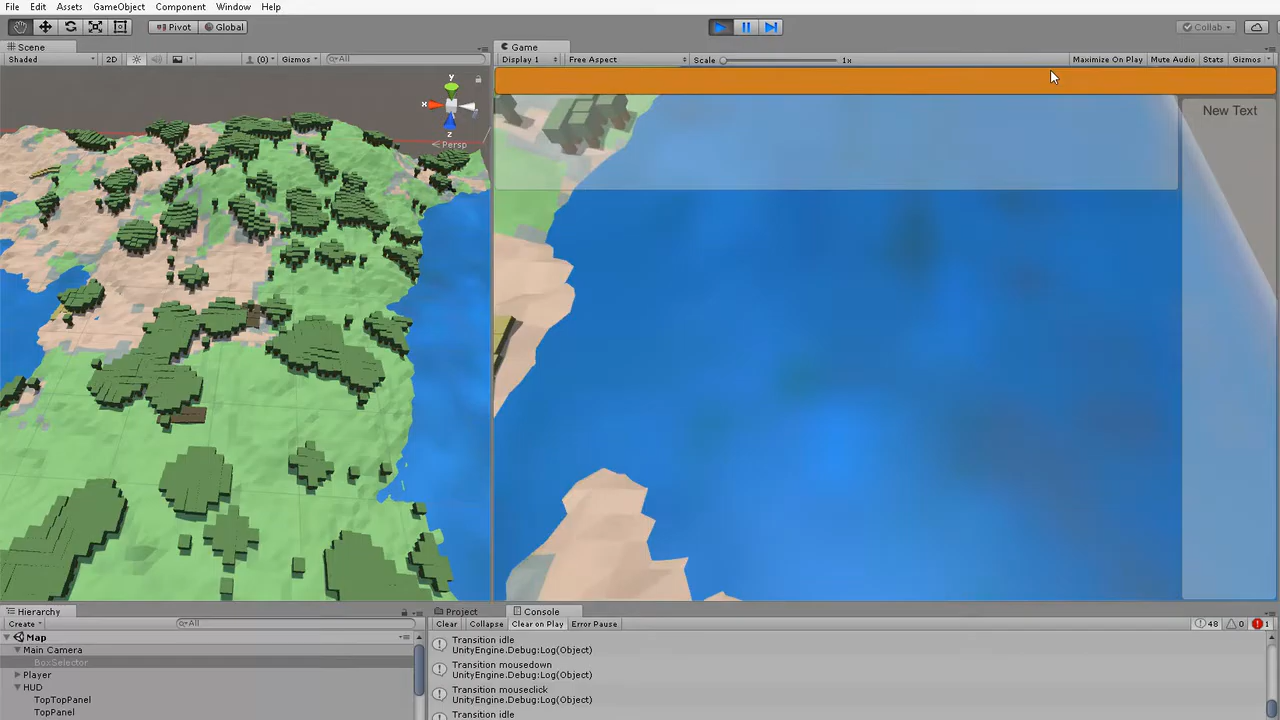 File Edit Assets GameObject Component Window Help
Pivot Global Collab
Scene Game
Shaded 2D (0) Gizmos All Display 1 Free Aspect Scale 1x Maximize On Play Mute Audio Stats Gizmos
y
x
z
Persp
New Text
Hierarchy Project Console
Create All Clear Collapse Clear on Play Error Pause 48 0 1
Map
Main Camera
BoxSelector
Player
HUD
TopTopPanel
TopPanel
Transition idle
UnityEngine.Debug:Log(Object)
Transition mousedown
UnityEngine.Debug:Log(Object)
Transition mouseclick
UnityEngine.Debug:Log(Object)
Transition idle